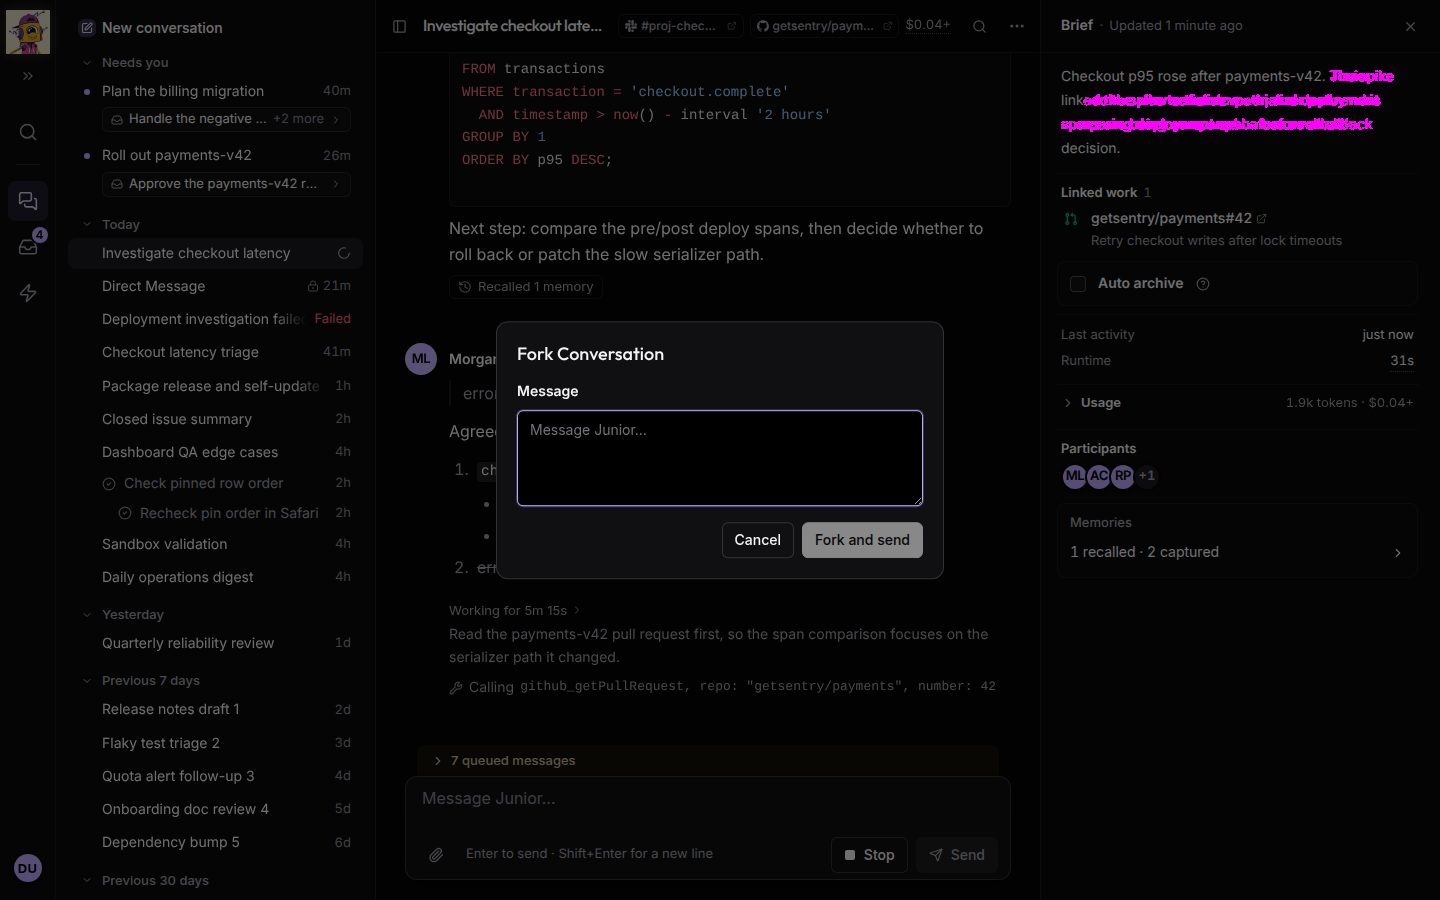 New conversation
Needs you
Plan the billing migration 40m
Handle the negative ... +2 more
Roll out payments-v42 26m
Approve the payments-v42 r...
Today
4
Investigate checkout latency
Direct Message 21m
Deployment investigation faile Failed
Checkout latency triage 41m
Package release and self-update 1h
Closed issue summary 2h
Dashboard QA edge cases 4h
Check pinned row order 2h
Recheck pin order in Safari 2h
Sandbox validation 4h
Daily operations digest 4h
Yesterday
Quarterly reliability review 1d
Previous 7 days
Release notes draft 1 2d
Flaky test triage 2 3d
Quota alert follow-up 3 4d
Onboarding doc review 4 5d
Dependency bump 5 6d
DU
Previous 30 days
Investigate checkout late... #proj-chec... getsentry/paym... $0.04+
FROM transactions
WHERE transaction = 'checkout.complete'
AND timestamp > now() - interval '2 hours'
GROUP BY 1
ORDER BY p95 DESC;
Next step: compare the pre/post deploy spans, then decide whether to
roll back or patch the slow serializer path.
Recalled 1 memory
ML Morgan
error
Agreed
1. ch
2. err
Fork Conversation
Message
Message Junior...
Cancel Fork and send
Working for 5m 15s
Read the payments-v42 pull request first, so the span comparison focuses on the
serializer path it changed.
Calling github_getPullRequest, repo: "getsentry/payments", number: 42
7 queued messages
Message Junior...
Enter to send · Shift+Enter for a new line Stop Send
Brief · Updated 1 minute ago
Checkout p95 rose after payments-v42.
decision.
Linked work 1
getsentry/payments#42
Retry checkout writes after lock timeouts
Auto archive
Last activity just now
Runtime 31s
Usage 1.9k tokens · $0.04+
Participants
ML AC RP +1
Memories
1 recalled · 2 captured